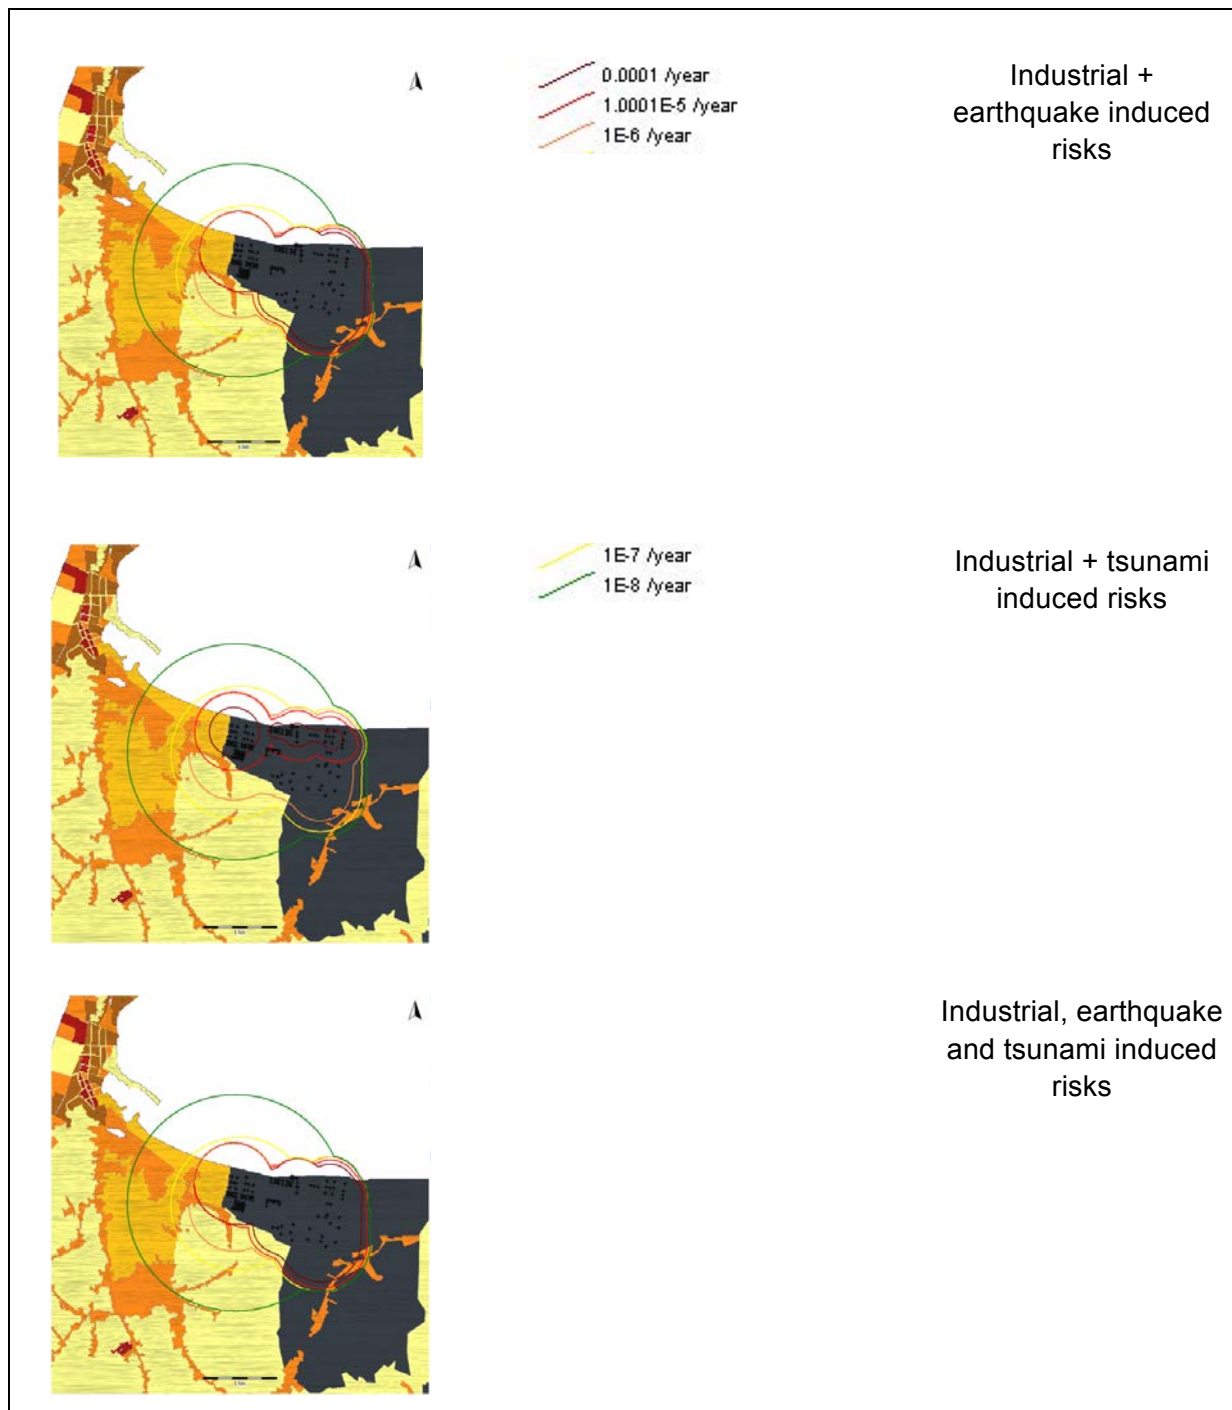 0.0001 /year
1.0001E-5 /year
1E-6 /year
Industrial +
earthquake induced
risks
1E-7 /year
1E-8 /year
Industrial + tsunami
induced risks
Industrial, earthquake
and tsunami induced
risks